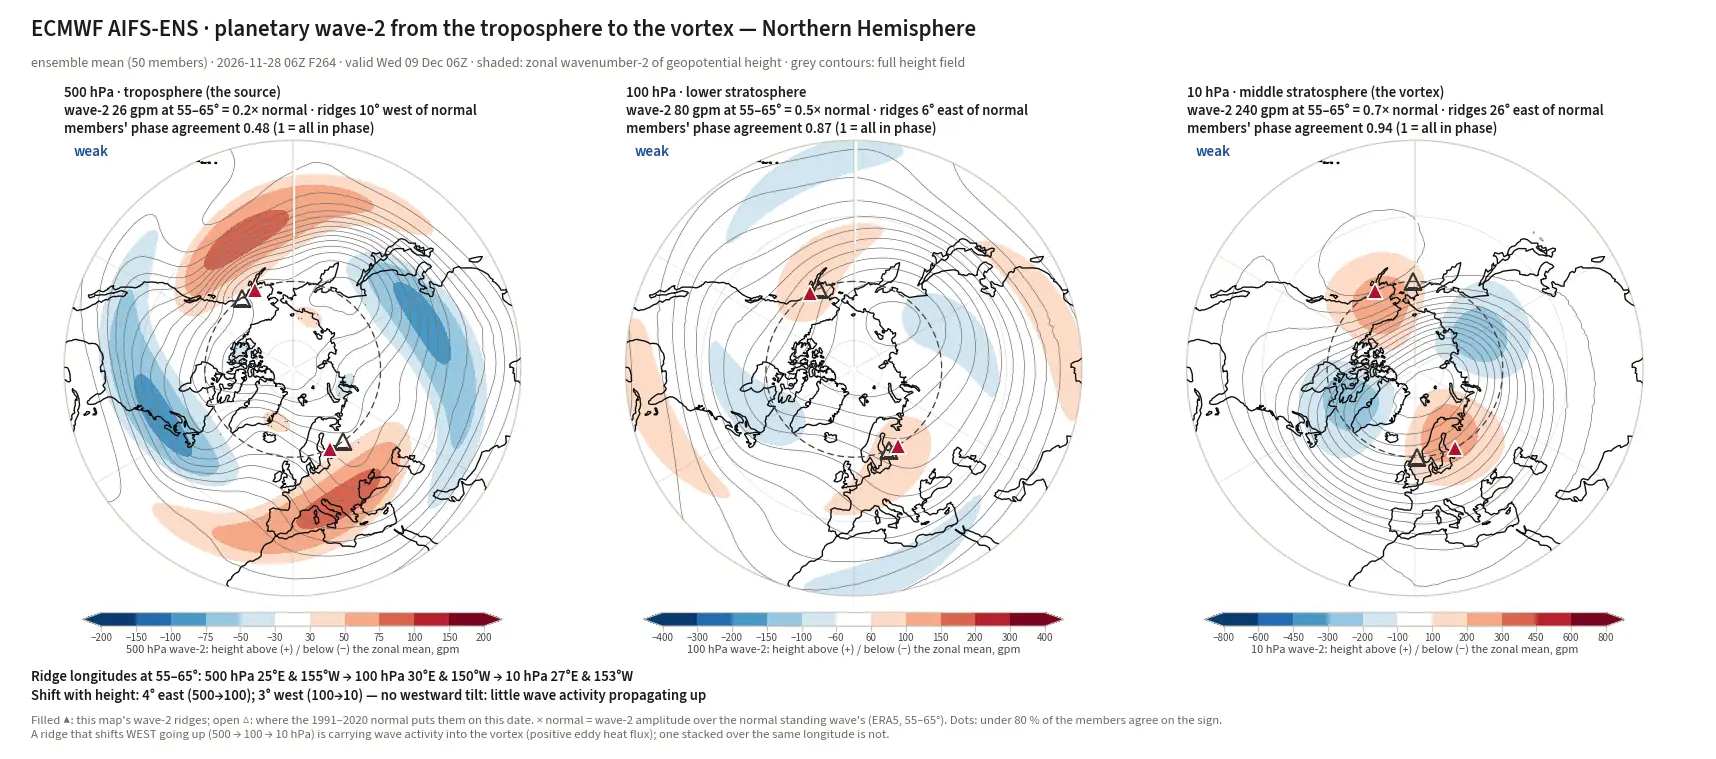 ECMWF AIFS-ENS · planetary wave-2 from the troposphere to the vortex — Northern Hemisphere
ensemble mean (50 members) · 2026-11-28 06Z F264 · valid Wed 09 Dec 06Z · shaded: zonal wavenumber-2 of geopotential height · grey contours: full height field
500 hPa · troposphere (the source)
wave-2 26 gpm at 55–65° = 0.2× normal · ridges 10° west of normal
members' phase agreement 0.48 (1 = all in phase)
weak
100 hPa · lower stratosphere
wave-2 80 gpm at 55–65° = 0.5× normal · ridges 6° east of normal
members' phase agreement 0.87 (1 = all in phase)
weak
10 hPa · middle stratosphere (the vortex)
wave-2 240 gpm at 55–65° = 0.7× normal · ridges 26° east of normal
members' phase agreement 0.94 (1 = all in phase)
weak
−200 −150 −100 −75 −50 −30 30 50 75 100 150 200
500 hPa wave-2: height above (+) / below (−) the zonal mean, gpm
−400 −300 −200 −150 −100 −60 60 100 150 200 300 400
100 hPa wave-2: height above (+) / below (−) the zonal mean, gpm
−800 −600 −450 −300 −200 −100 100 200 300 450 600 800
10 hPa wave-2: height above (+) / below (−) the zonal mean, gpm
Ridge longitudes at 55–65°: 500 hPa 25°E & 155°W → 100 hPa 30°E & 150°W → 10 hPa 27°E & 153°W
Shift with height: 4° east (500→100); 3° west (100→10) — no westward tilt: little wave activity propagating up
Filled ▲: this map's wave-2 ridges; open △: where the 1991–2020 normal puts them on this date. × normal = wave-2 amplitude over the normal standing wave's (ERA5, 55–65°). Dots: under 80 % of the members agree on the sign.
A ridge that shifts WEST going up (500 → 100 → 10 hPa) is carrying wave activity into the vortex (positive eddy heat flux); one stacked over the same longitude is not.